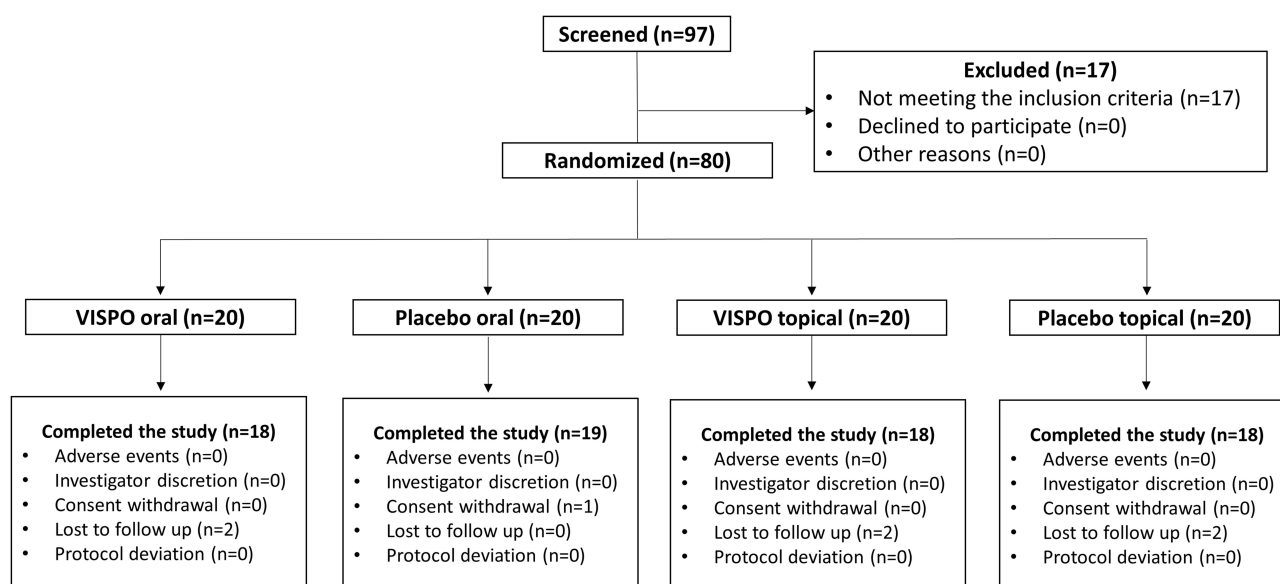 Screened (n=97)
Excluded (n=17)
• Not meeting the inclusion criteria (n=17)
• Declined to participate (n=0)
• Other reasons (n=0)
Randomized (n=80)
VISPO oral (n=20)
Placebo oral (n=20)
VISPO topical (n=20)
Placebo topical (n=20)
Completed the study (n=18)
• Adverse events (n=0)
• Investigator discretion (n=0)
• Consent withdrawal (n=0)
• Lost to follow up (n=2)
• Protocol deviation (n=0)
Completed the study (n=19)
• Adverse events (n=0)
• Investigator discretion (n=0)
• Consent withdrawal (n=1)
• Lost to follow up (n=0)
• Protocol deviation (n=0)
Completed the study (n=18)
• Adverse events (n=0)
• Investigator discretion (n=0)
• Consent withdrawal (n=0)
• Lost to follow up (n=2)
• Protocol deviation (n=0)
Completed the study (n=18)
• Adverse events (n=0)
• Investigator discretion (n=0)
• Consent withdrawal (n=0)
• Lost to follow up (n=2)
• Protocol deviation (n=0)